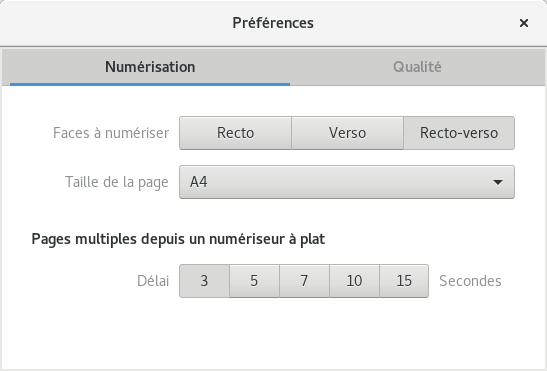 Préférences
Numérisation Qualité
Faces à numériser Recto Verso Recto-verso
Taille de la page A4
Pages multiples depuis un numériseur à plat
Délai 3 5 7 10 15 Secondes